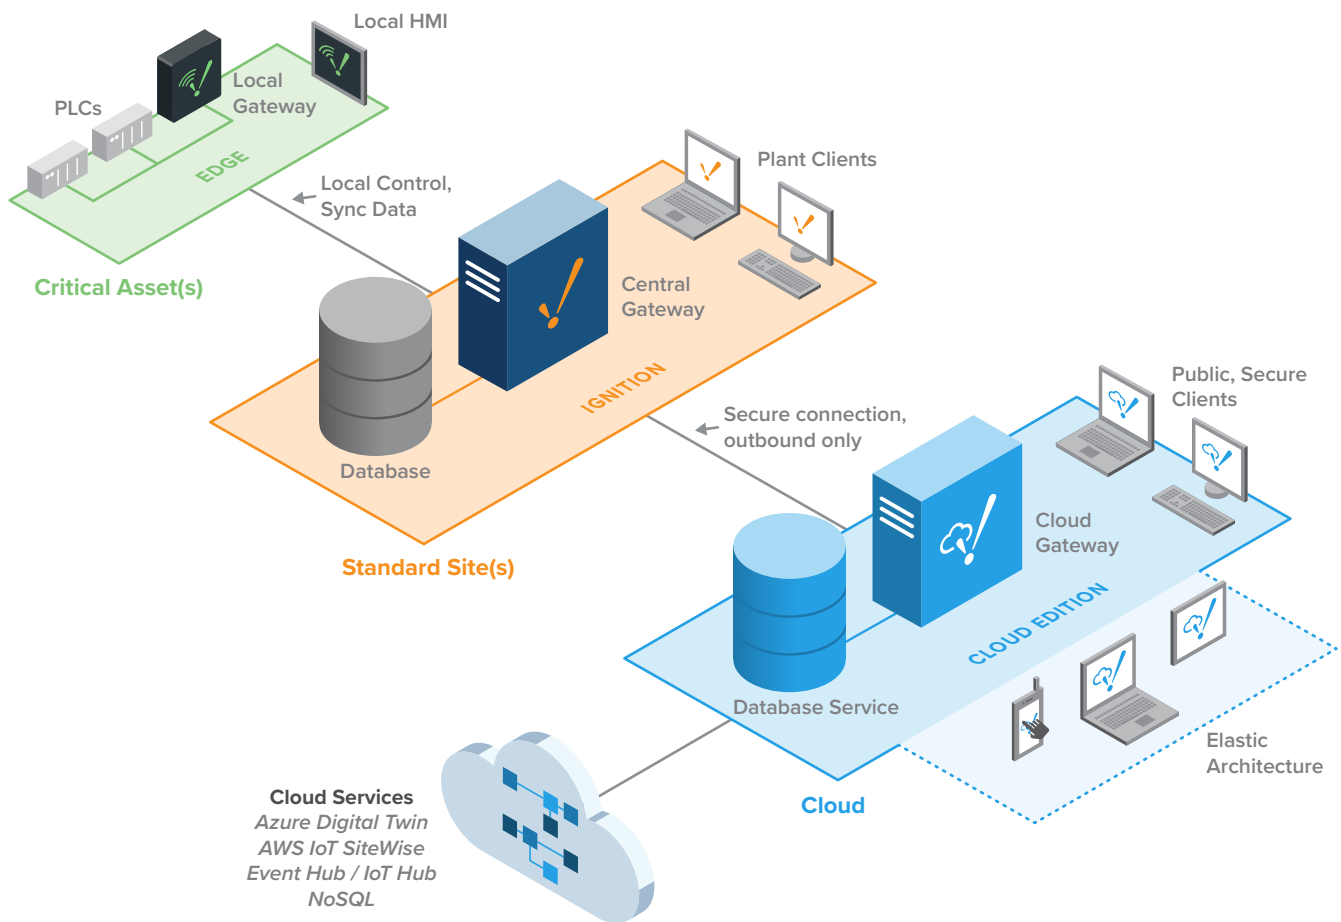 Local HMI
Local
Gateway
PLCs
EDGE
Local Control,
Sync Data
Critical Asset(s)
Plant Clients
Central
Gateway
IGNITION
Database
Standard Site(s)
Secure connection,
outbound only
Public, Secure
Clients
Cloud
Gateway
CLOUD EDITION
Database Service
Elastic
Architecture
Cloud
Cloud Services
Azure Digital Twin
AWS IoT SiteWise
Event Hub / IoT Hub
NoSQL